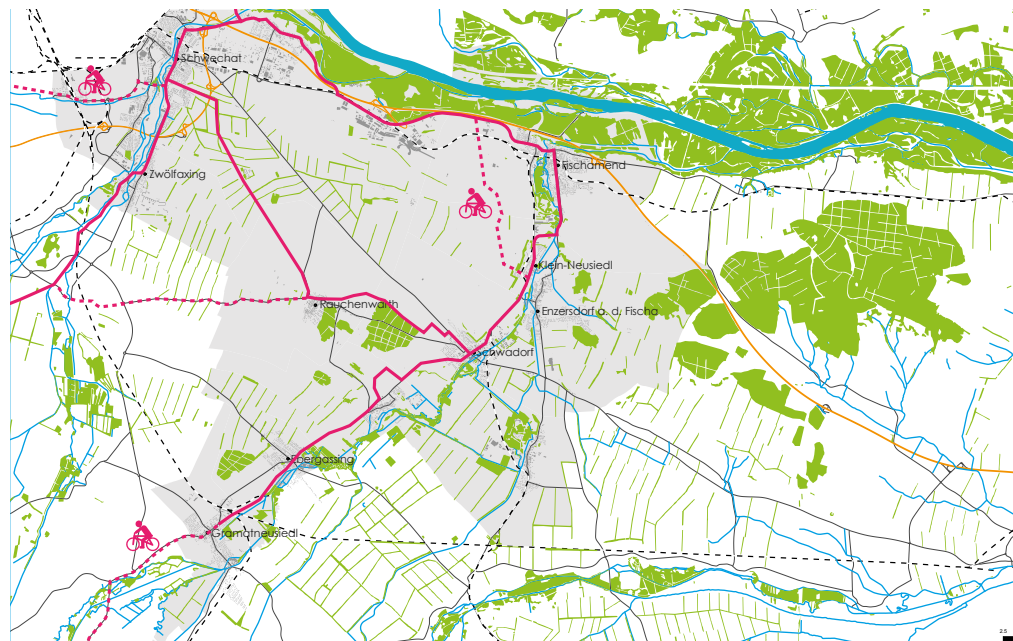 Schwechat
Zwölfaxing
Fischamend
Klein-Neusiedl
Rauchenwarth
Enzersdorf a. d. Fischa
Schwadorf
Ebergassing
Gramatneusiedl
2.5